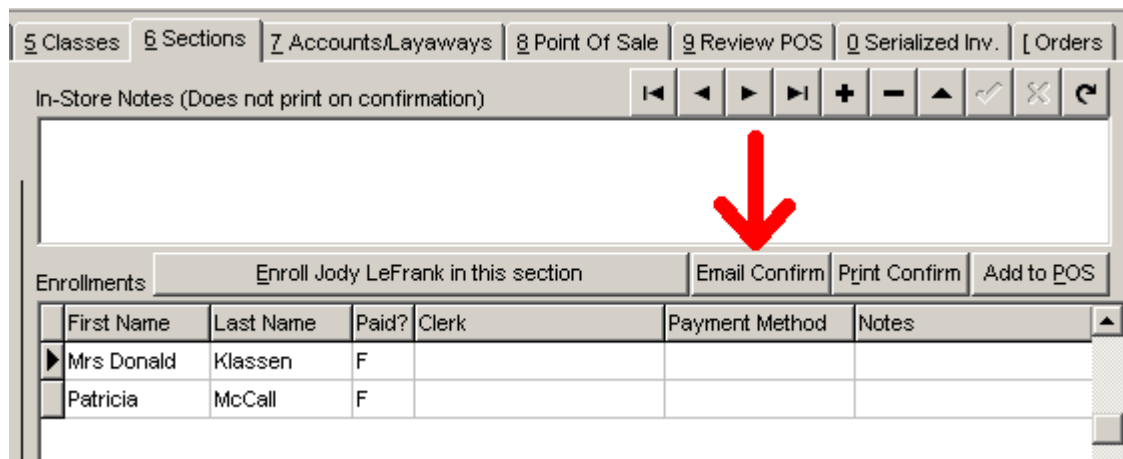 5 Classes 6 Sections 7 Accounts/Layaways 8 Point Of Sale 9 Review POS 0 Serialized Inv. [ Orders
In-Store Notes (Does not print on confirmation)
Enrollments Enroll Jody LeFrank in this section Email Confirm Print Confirm Add to POS
First Name Last Name Paid? Clerk Payment Method Notes
Mrs Donald Klassen F
Patricia McCall F